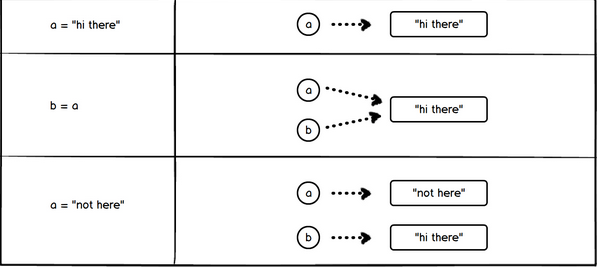 a = "hi there"
a
"hi there"
b = a
a
b
"hi there"
a = "not here"
a
"not here"
b
"hi there"